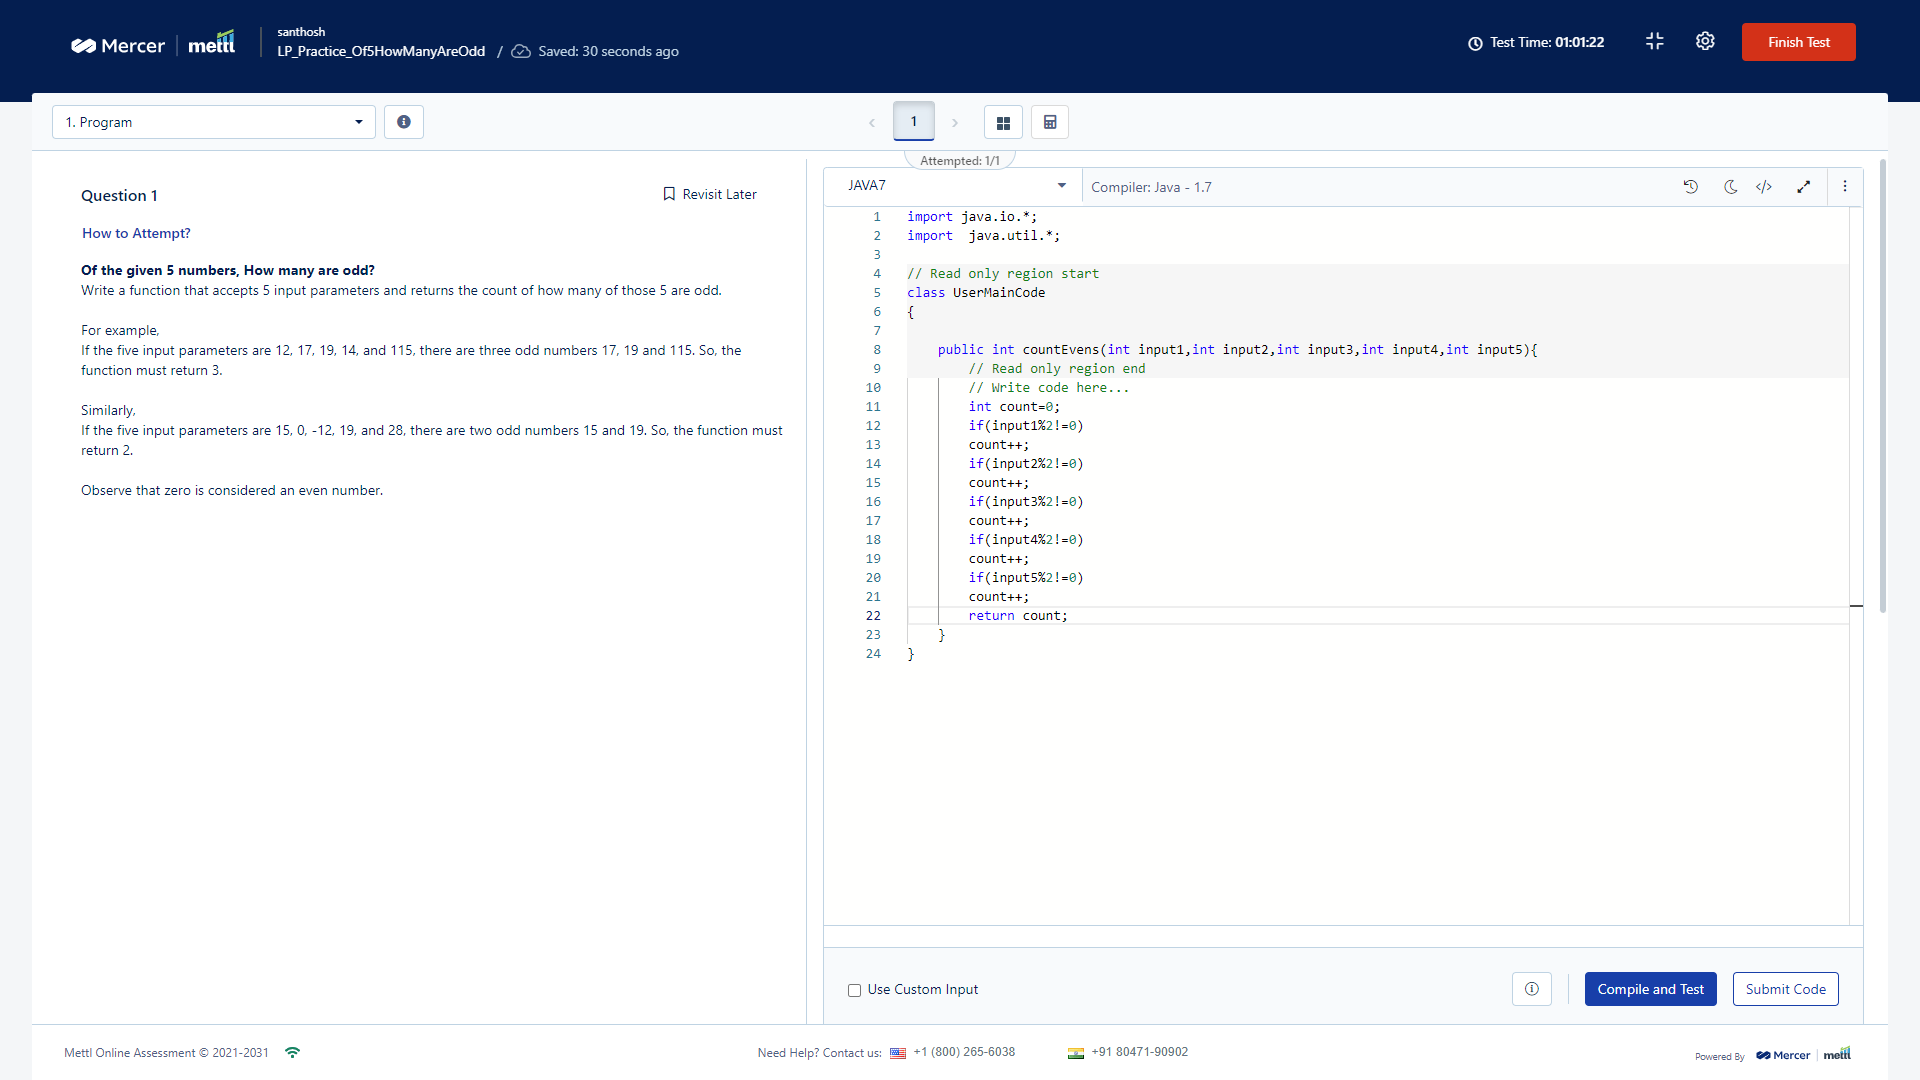 Mercer mettl
santhosh
LP_Practice_Of5HowManyAreOdd / Saved: 30 seconds ago
Test Time: 01:01:22
Finish Test
1. Program
1
Attempted: 1/1
Question 1
Revisit Later
How to Attempt?
Of the given 5 numbers, How many are odd?
Write a function that accepts 5 input parameters and returns the count of how many of those 5 are odd.
For example,
If the five input parameters are 12, 17, 19, 14, and 115, there are three odd numbers 17, 19 and 115. So, the
function must return 3.
Similarly,
If the five input parameters are 15, 0, -12, 19, and 28, there are two odd numbers 15 and 19. So, the function must
return 2.
Observe that zero is considered an even number.
JAVA7
Compiler: Java - 1.7
1 import java.io.*;
2 import  java.util.*;
3
4 // Read only region start
5 class UserMainCode
6 {
7
8     public int countEvens(int input1,int input2,int input3,int input4,int input5){
9         // Read only region end
10         // Write code here...
11         int count=0;
12         if(input1%2!=0)
13         count++;
14         if(input2%2!=0)
15         count++;
16         if(input3%2!=0)
17         count++;
18         if(input4%2!=0)
19         count++;
20         if(input5%2!=0)
21         count++;
22         return count;
23     }
24 }
Use Custom Input
Compile and Test
Submit Code
Mettl Online Assessment © 2021-2031
Need Help? Contact us: +1 (800) 265-6038
+91 80471-90902
Powered By Mercer mettl